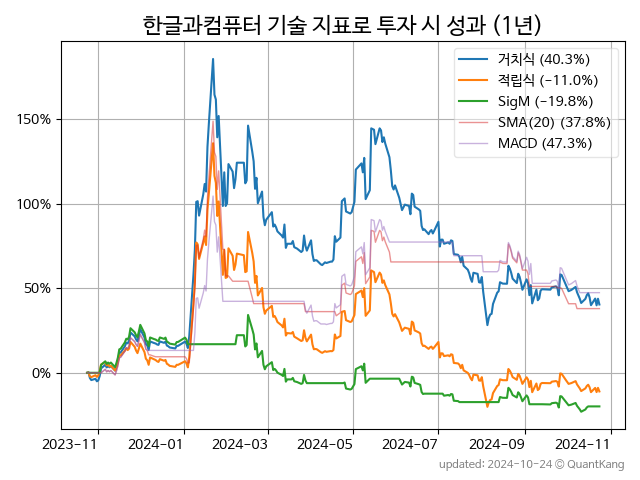 한글과컴퓨터 기술 지표로 투자 시 성과 (1년)
거치식 (40.3%)
적립식 (-11.0%)
SigM (-19.8%)
SMA(20) (37.8%)
MACD (47.3%)
150%
100%
50%
0%
2023-11 2024-01 2024-03 2024-05 2024-07 2024-09 2024-11
updated: 2024-10-24 © QuantKang